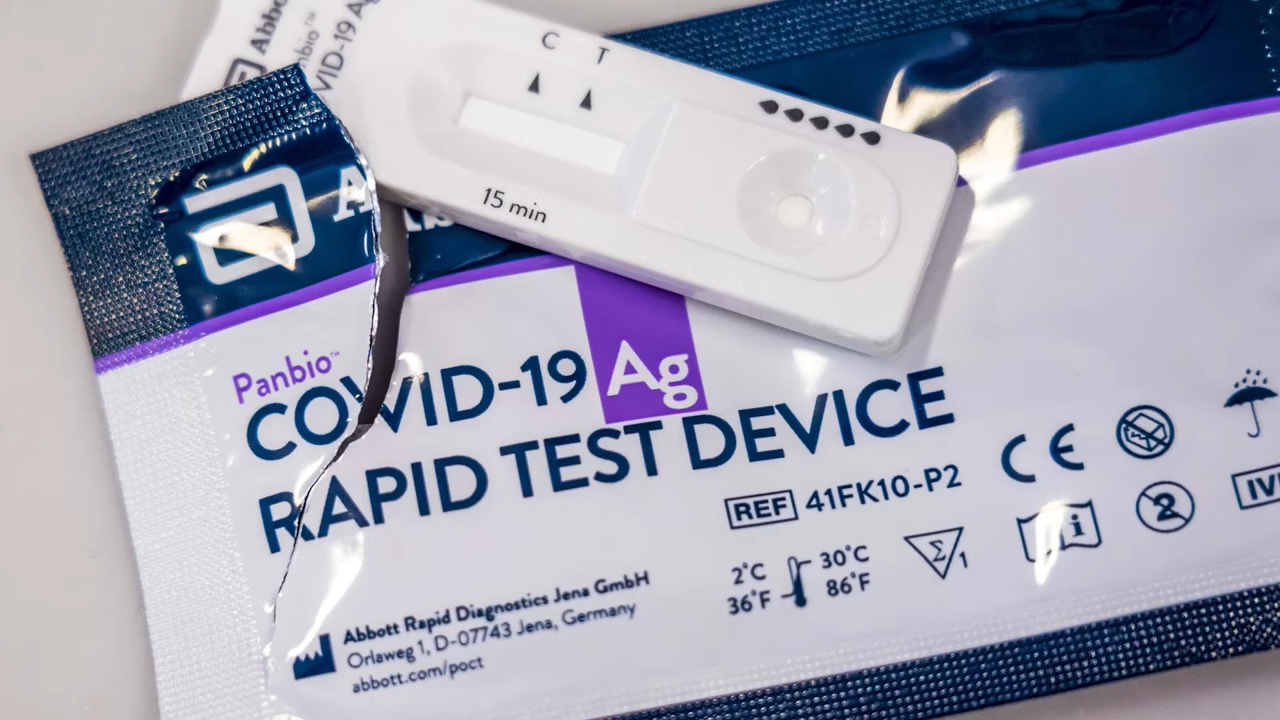 C T
15 min
Panbio™
COVID-19 Ag
RAPID TEST DEVICE
REF 41FK10-P2
CE
2°C 30°C
36°F 86°F
Σ 1
i
2
Abbott Rapid Diagnostics Jena GmbH
Orlaweg 1, D-07743 Jena, Germany
abbott.com/poct